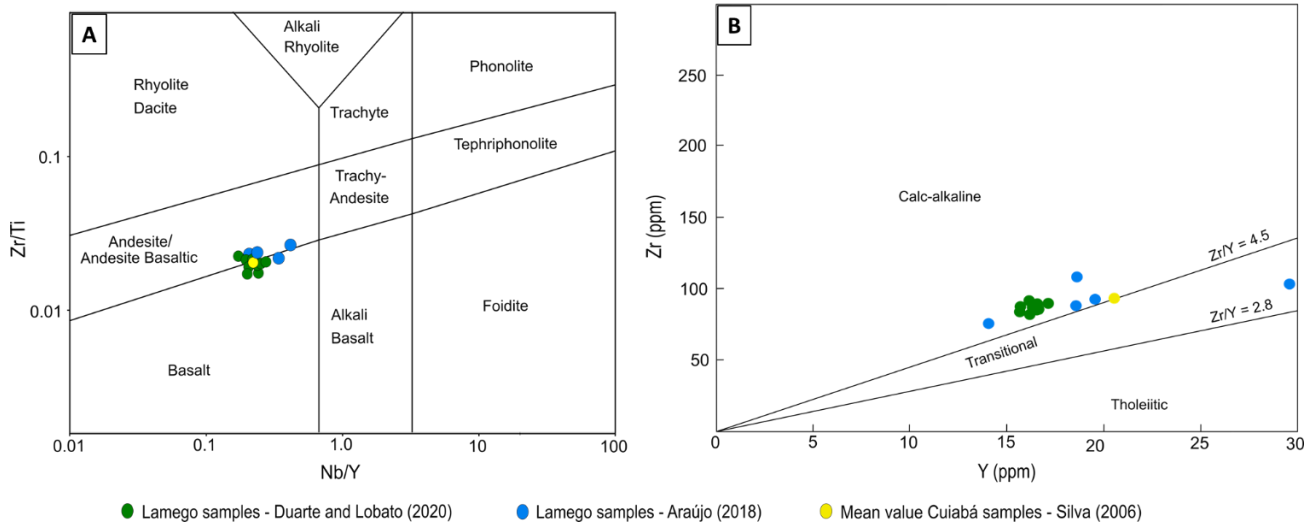 A
Alkali
Rhyolite
Phonolite
Rhyolite
Dacite
Trachyte
Tephriphonolite
0.1
Trachy-
Andesite
Zr/Ti
Andesite/
Andesite Basaltic
0.01
Alkali
Basalt
Foidite
Basalt
0.01
0.1
1.0
10
100
Nb/Y
B
250
200
150
100
50
0
5
10
15
20
25
30
Zr (ppm)
Calc-alkaline
Zr/Y = 4.5
Zr/Y = 2.8
Transitional
Tholeiitic
Y (ppm)
Lamego samples - Duarte and Lobato (2020)
Lamego samples - Araújo (2018)
Mean value Cuiabá samples - Silva (2006)